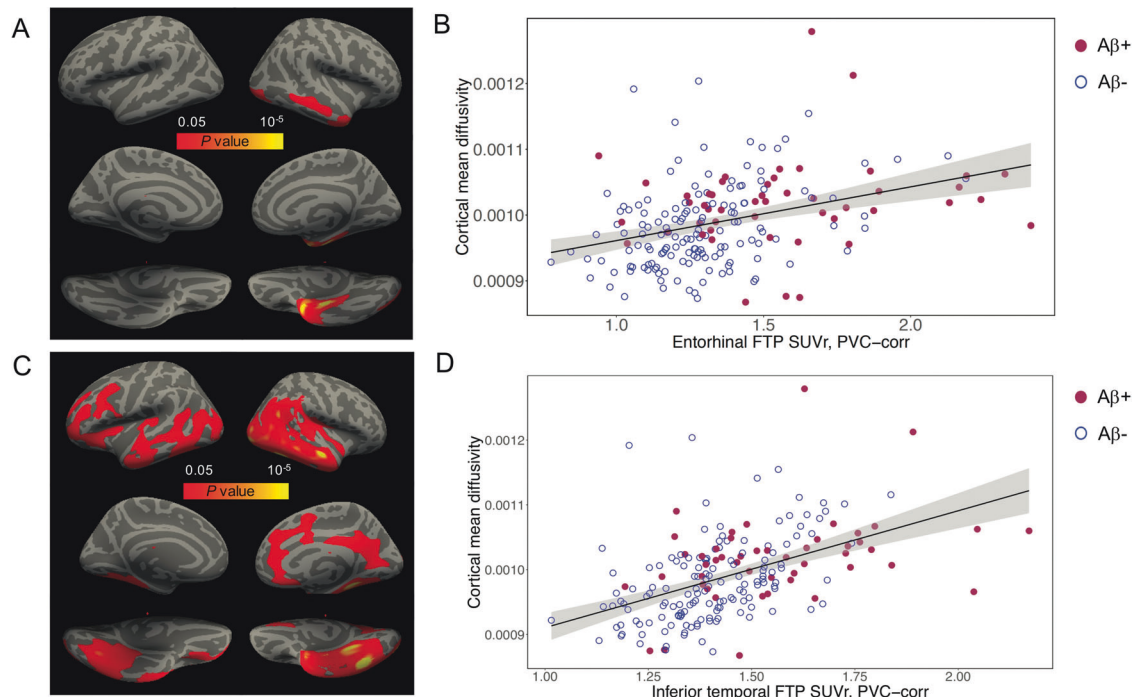 A
0.05 10⁻⁵
P value
B
Cortical mean diffusivity
0.0012
0.0011
0.0010
0.0009
1.0 1.5 2.0
Entorhinal FTP SUVr, PVC−corr
Aβ+
Aβ-
C
0.05 10⁻⁵
P value
D
Cortical mean diffusivity
0.0012
0.0011
0.0010
0.0009
1.00 1.25 1.50 1.75 2.00
Inferior temporal FTP SUVr, PVC−corr
Aβ+
Aβ-